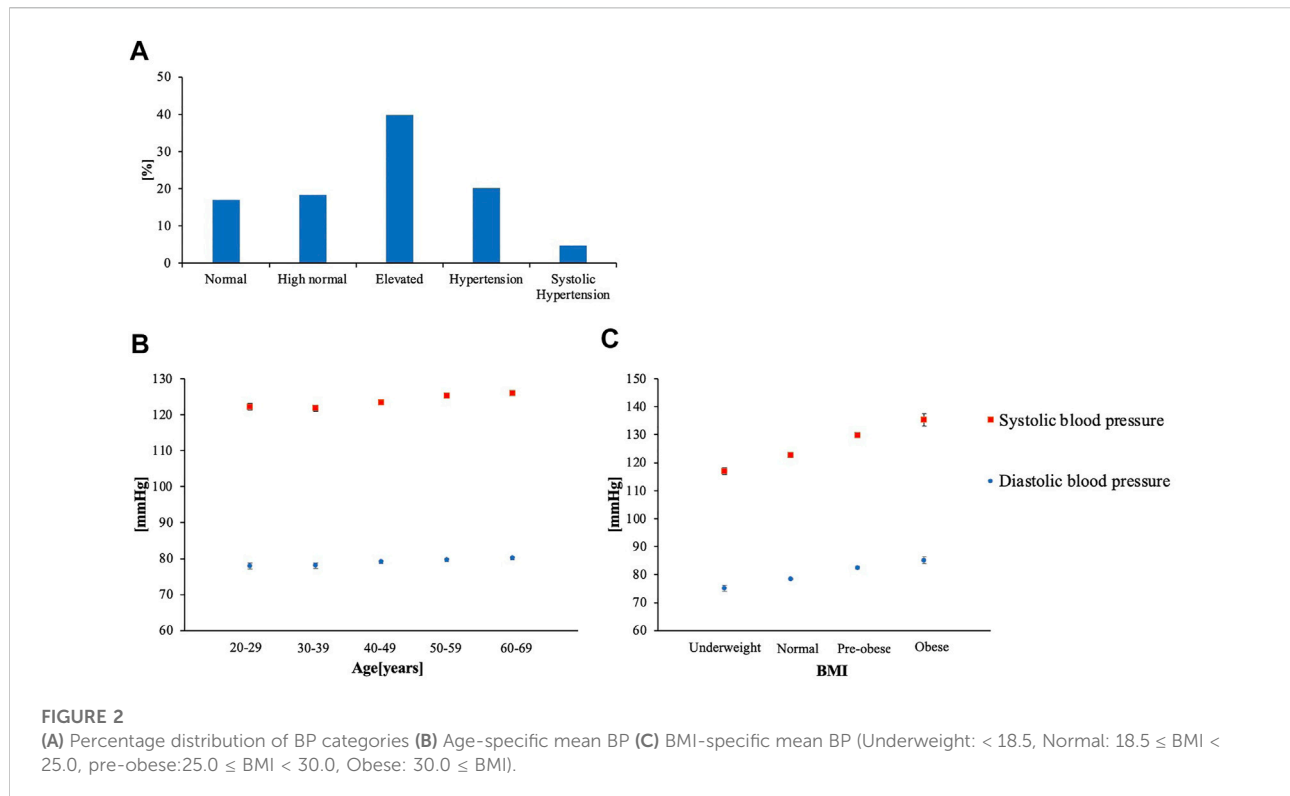 A
50
40
30
20
10
0
[%]
Normal
High normal
Elevated
Hypertension
Systolic
Hypertension
B
130
120
110
100
90
80
70
60
[mmHg]
20-29
30-39
40-49
50-59
60-69
Age[years]
C
150
140
130
120
110
100
90
80
70
60
[mmHg]
Underweight
Normal
Pre-obese
Obese
BMI
Systolic blood pressure
Diastolic blood pressure
FIGURE 2
(A) Percentage distribution of BP categories (B) Age-specific mean BP (C) BMI-specific mean BP (Underweight: < 18.5, Normal: 18.5 ≤ BMI <
25.0, pre-obese:25.0 ≤ BMI < 30.0, Obese: 30.0 ≤ BMI).